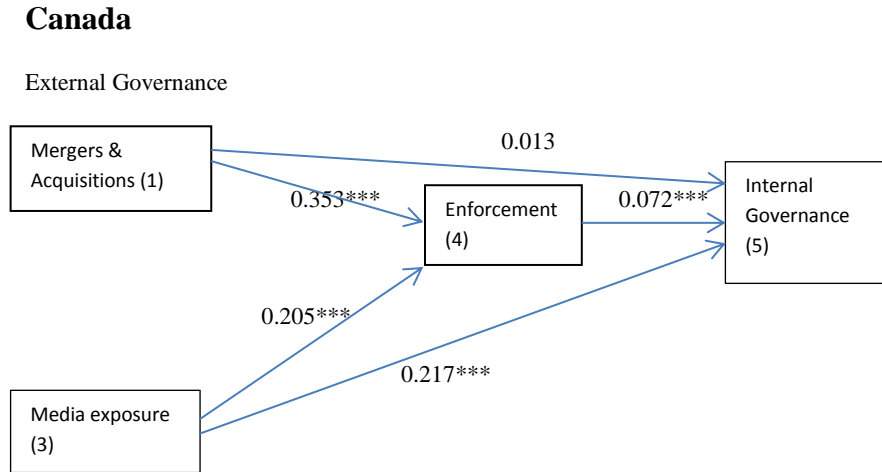 Canada
External Governance
Mergers &
Acquisitions (1)
0.013
0.353***
Enforcement
(4)
0.072***
Internal
Governance
(5)
0.205***
0.217***
Media exposure
(3)